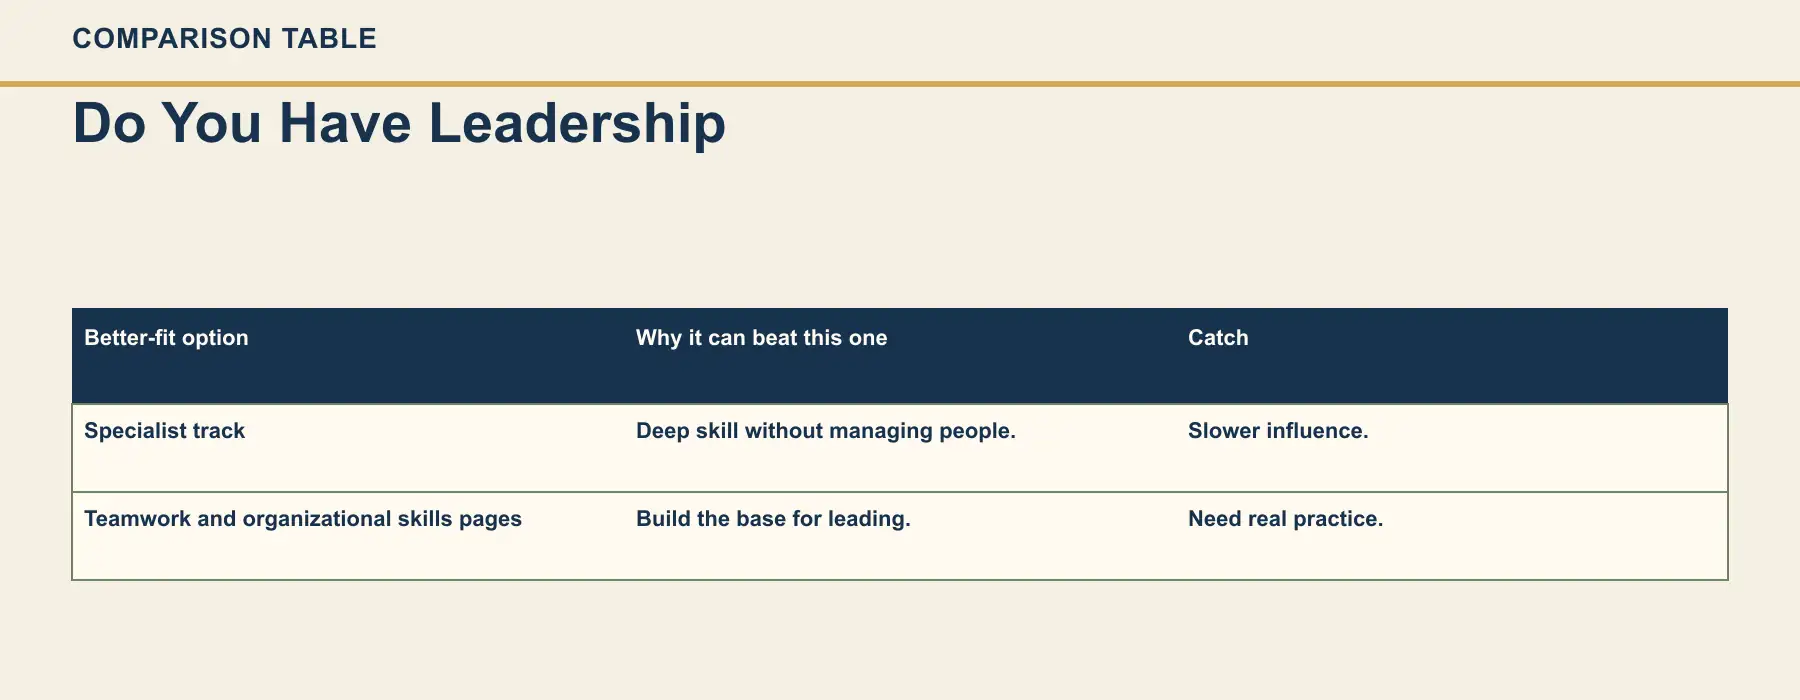 COMPARISON TABLE
Do You Have Leadership
Better-fit option Why it can beat this one Catch
Specialist track Deep skill without managing people. Slower influence.
Teamwork and organizational skills pages Build the base for leading. Need real practice.